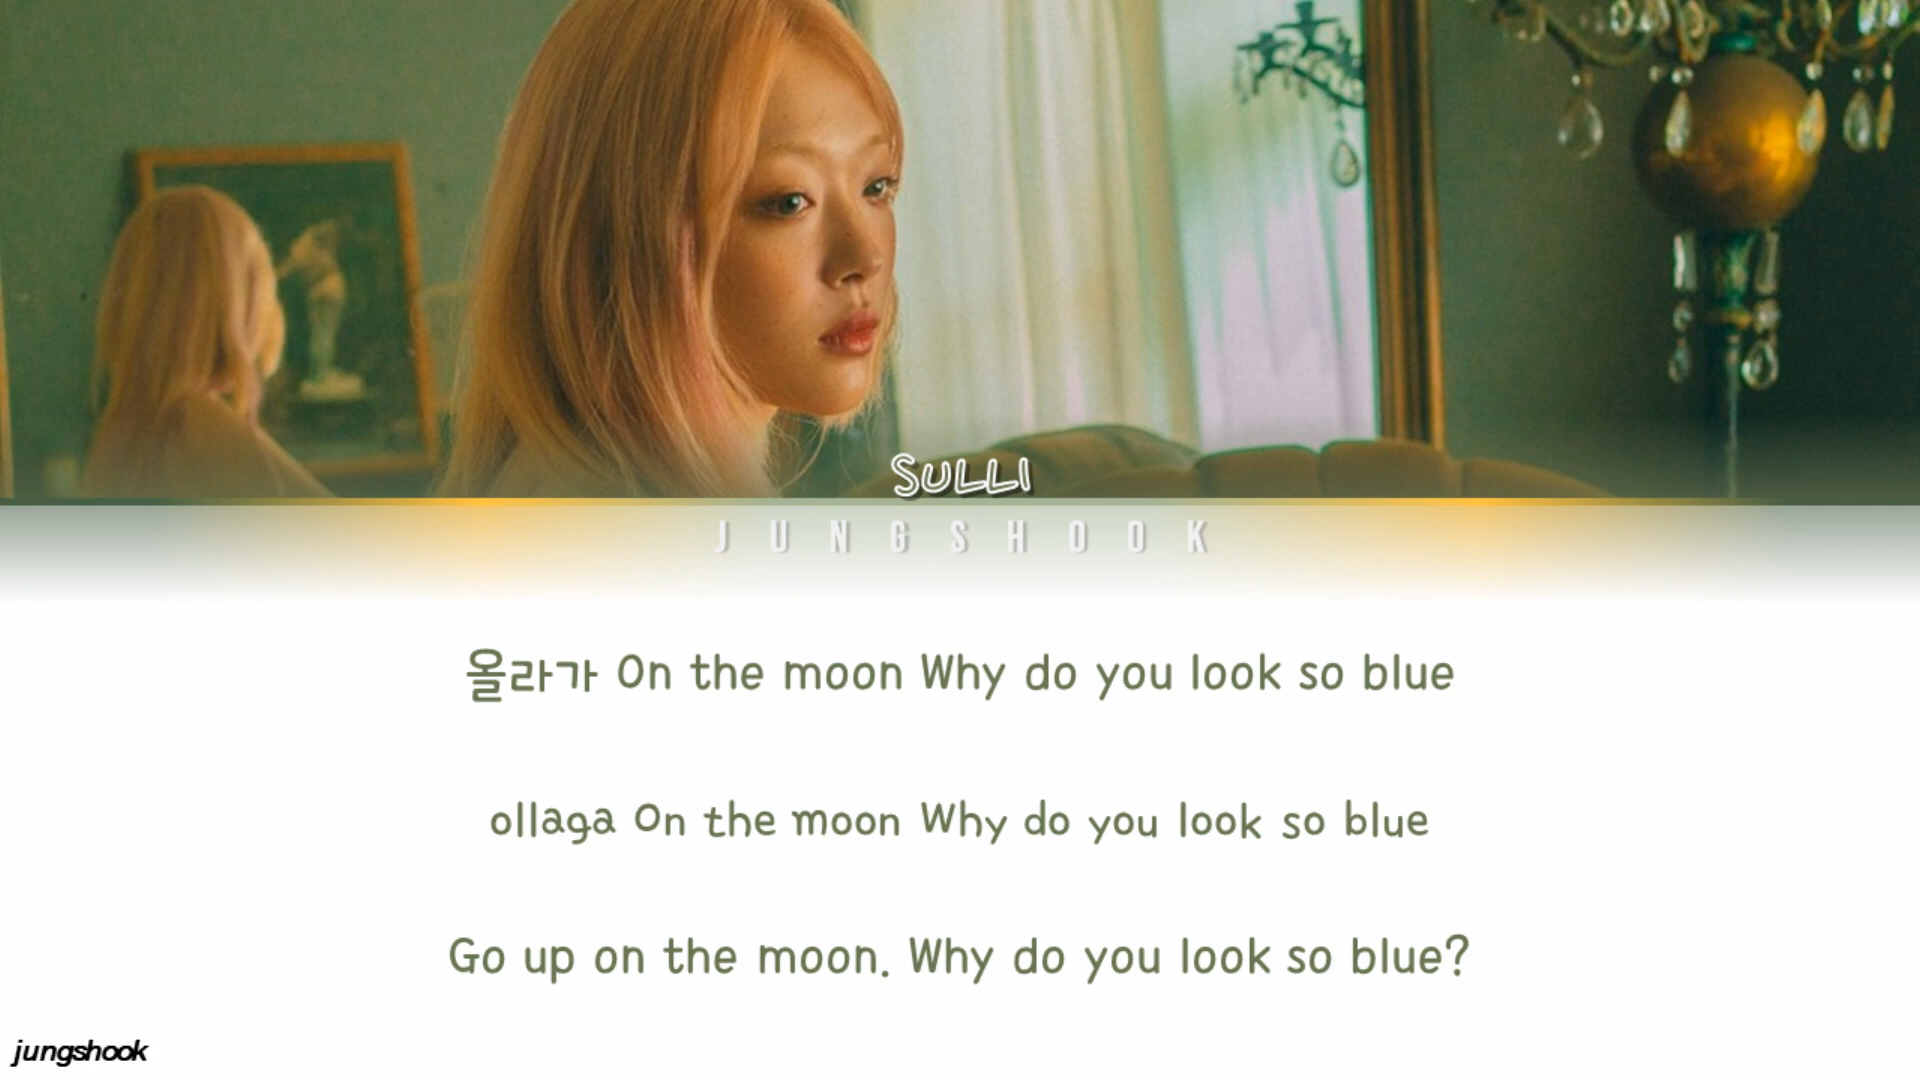 SULLI
JUNGSHOOK
올라가 On the moon Why do you look so blue
ollaga On the moon Why do you look so blue
Go up on the moon. Why do you look so blue?
jungshook